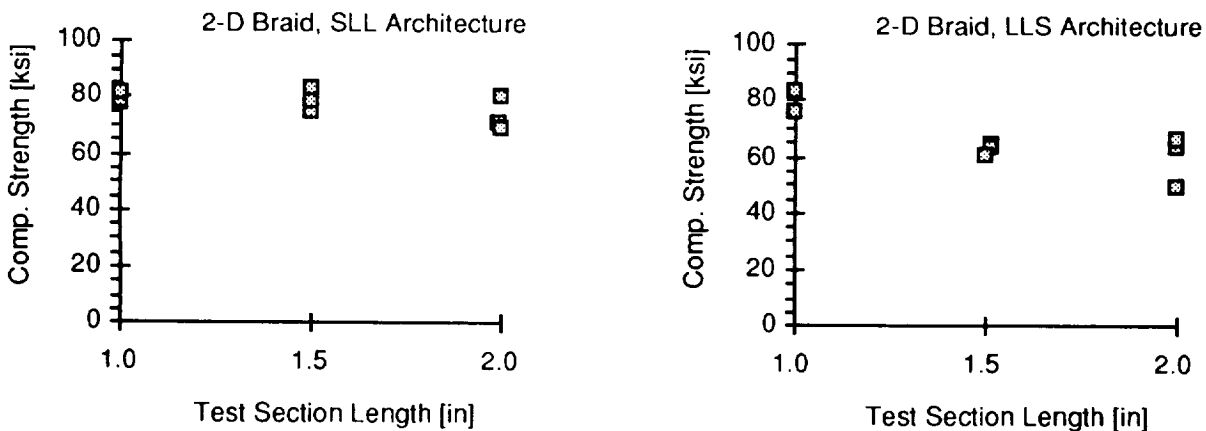 2-D Braid, SLL Architecture
Comp. Strength [ksi]
100
80
60
40
20
0
1.0 1.5 2.0
Test Section Length [in]
2-D Braid, LLS Architecture
Comp. Strength [ksi]
100
80
60
40
20
0
1.0 1.5 2.0
Test Section Length [in]